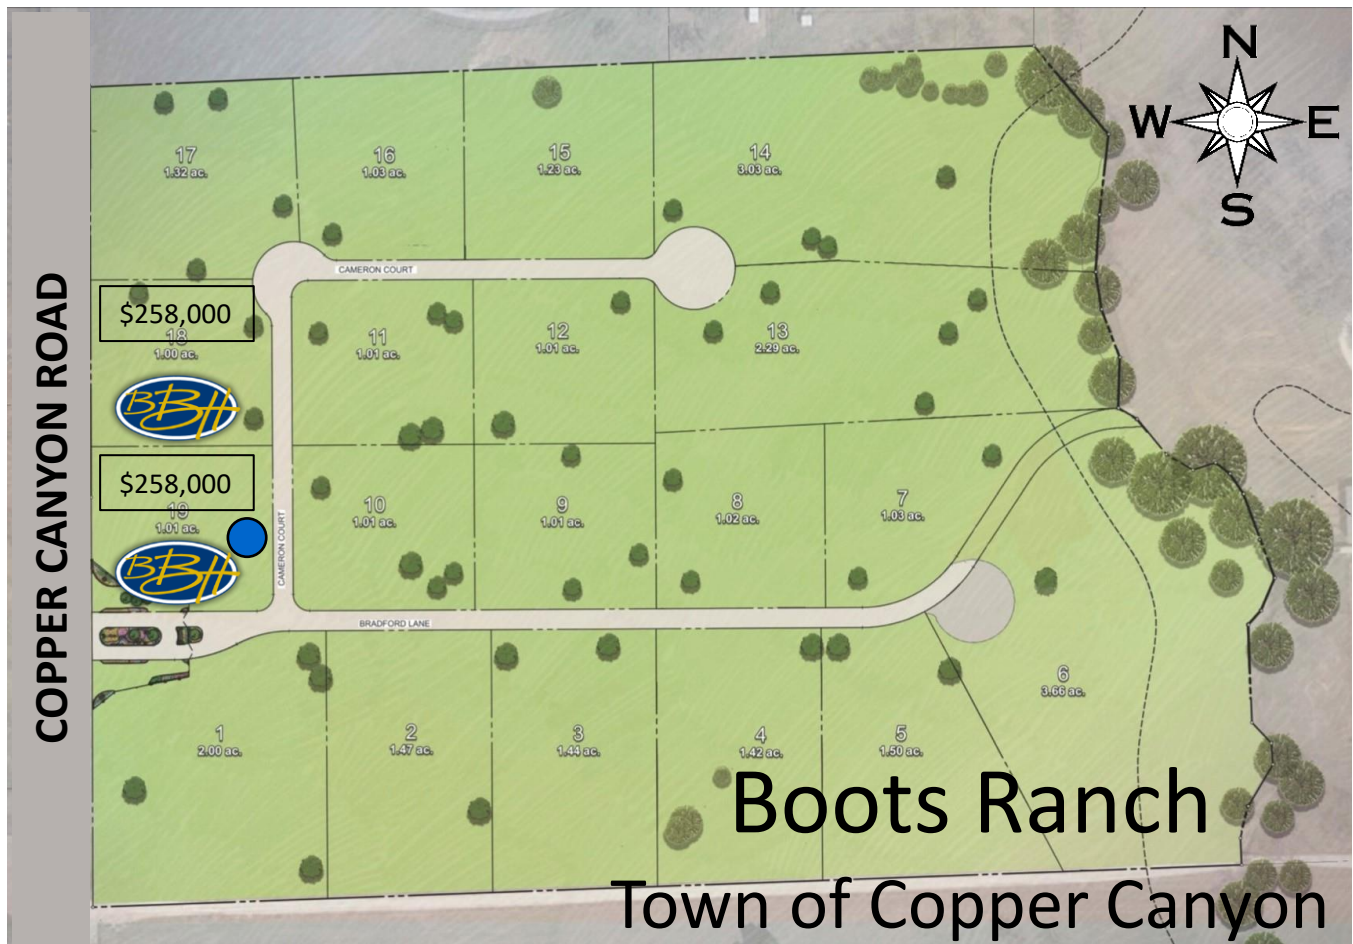 N
W E
S
17
1.32 ac.
16
1.03 ac.
15
1.23 ac.
14
3.03 ac.
CAMERON COURT
$258,000
18
1.00 ac.
11
1.01 ac.
12
1.01 ac.
13
2.29 ac.
BBH
COPPER CANYON ROAD
$258,000
19
1.01 ac.
10
1.01 ac.
9
1.01 ac.
8
1.02 ac.
7
1.03 ac.
CAMERON COURT
BBH
BRADFORD LANE
6
3.66 ac.
1
2.00 ac.
2
1.47 ac.
3
1.44 ac.
4
1.42 ac.
5
1.50 ac.
Boots Ranch
Town of Copper Canyon